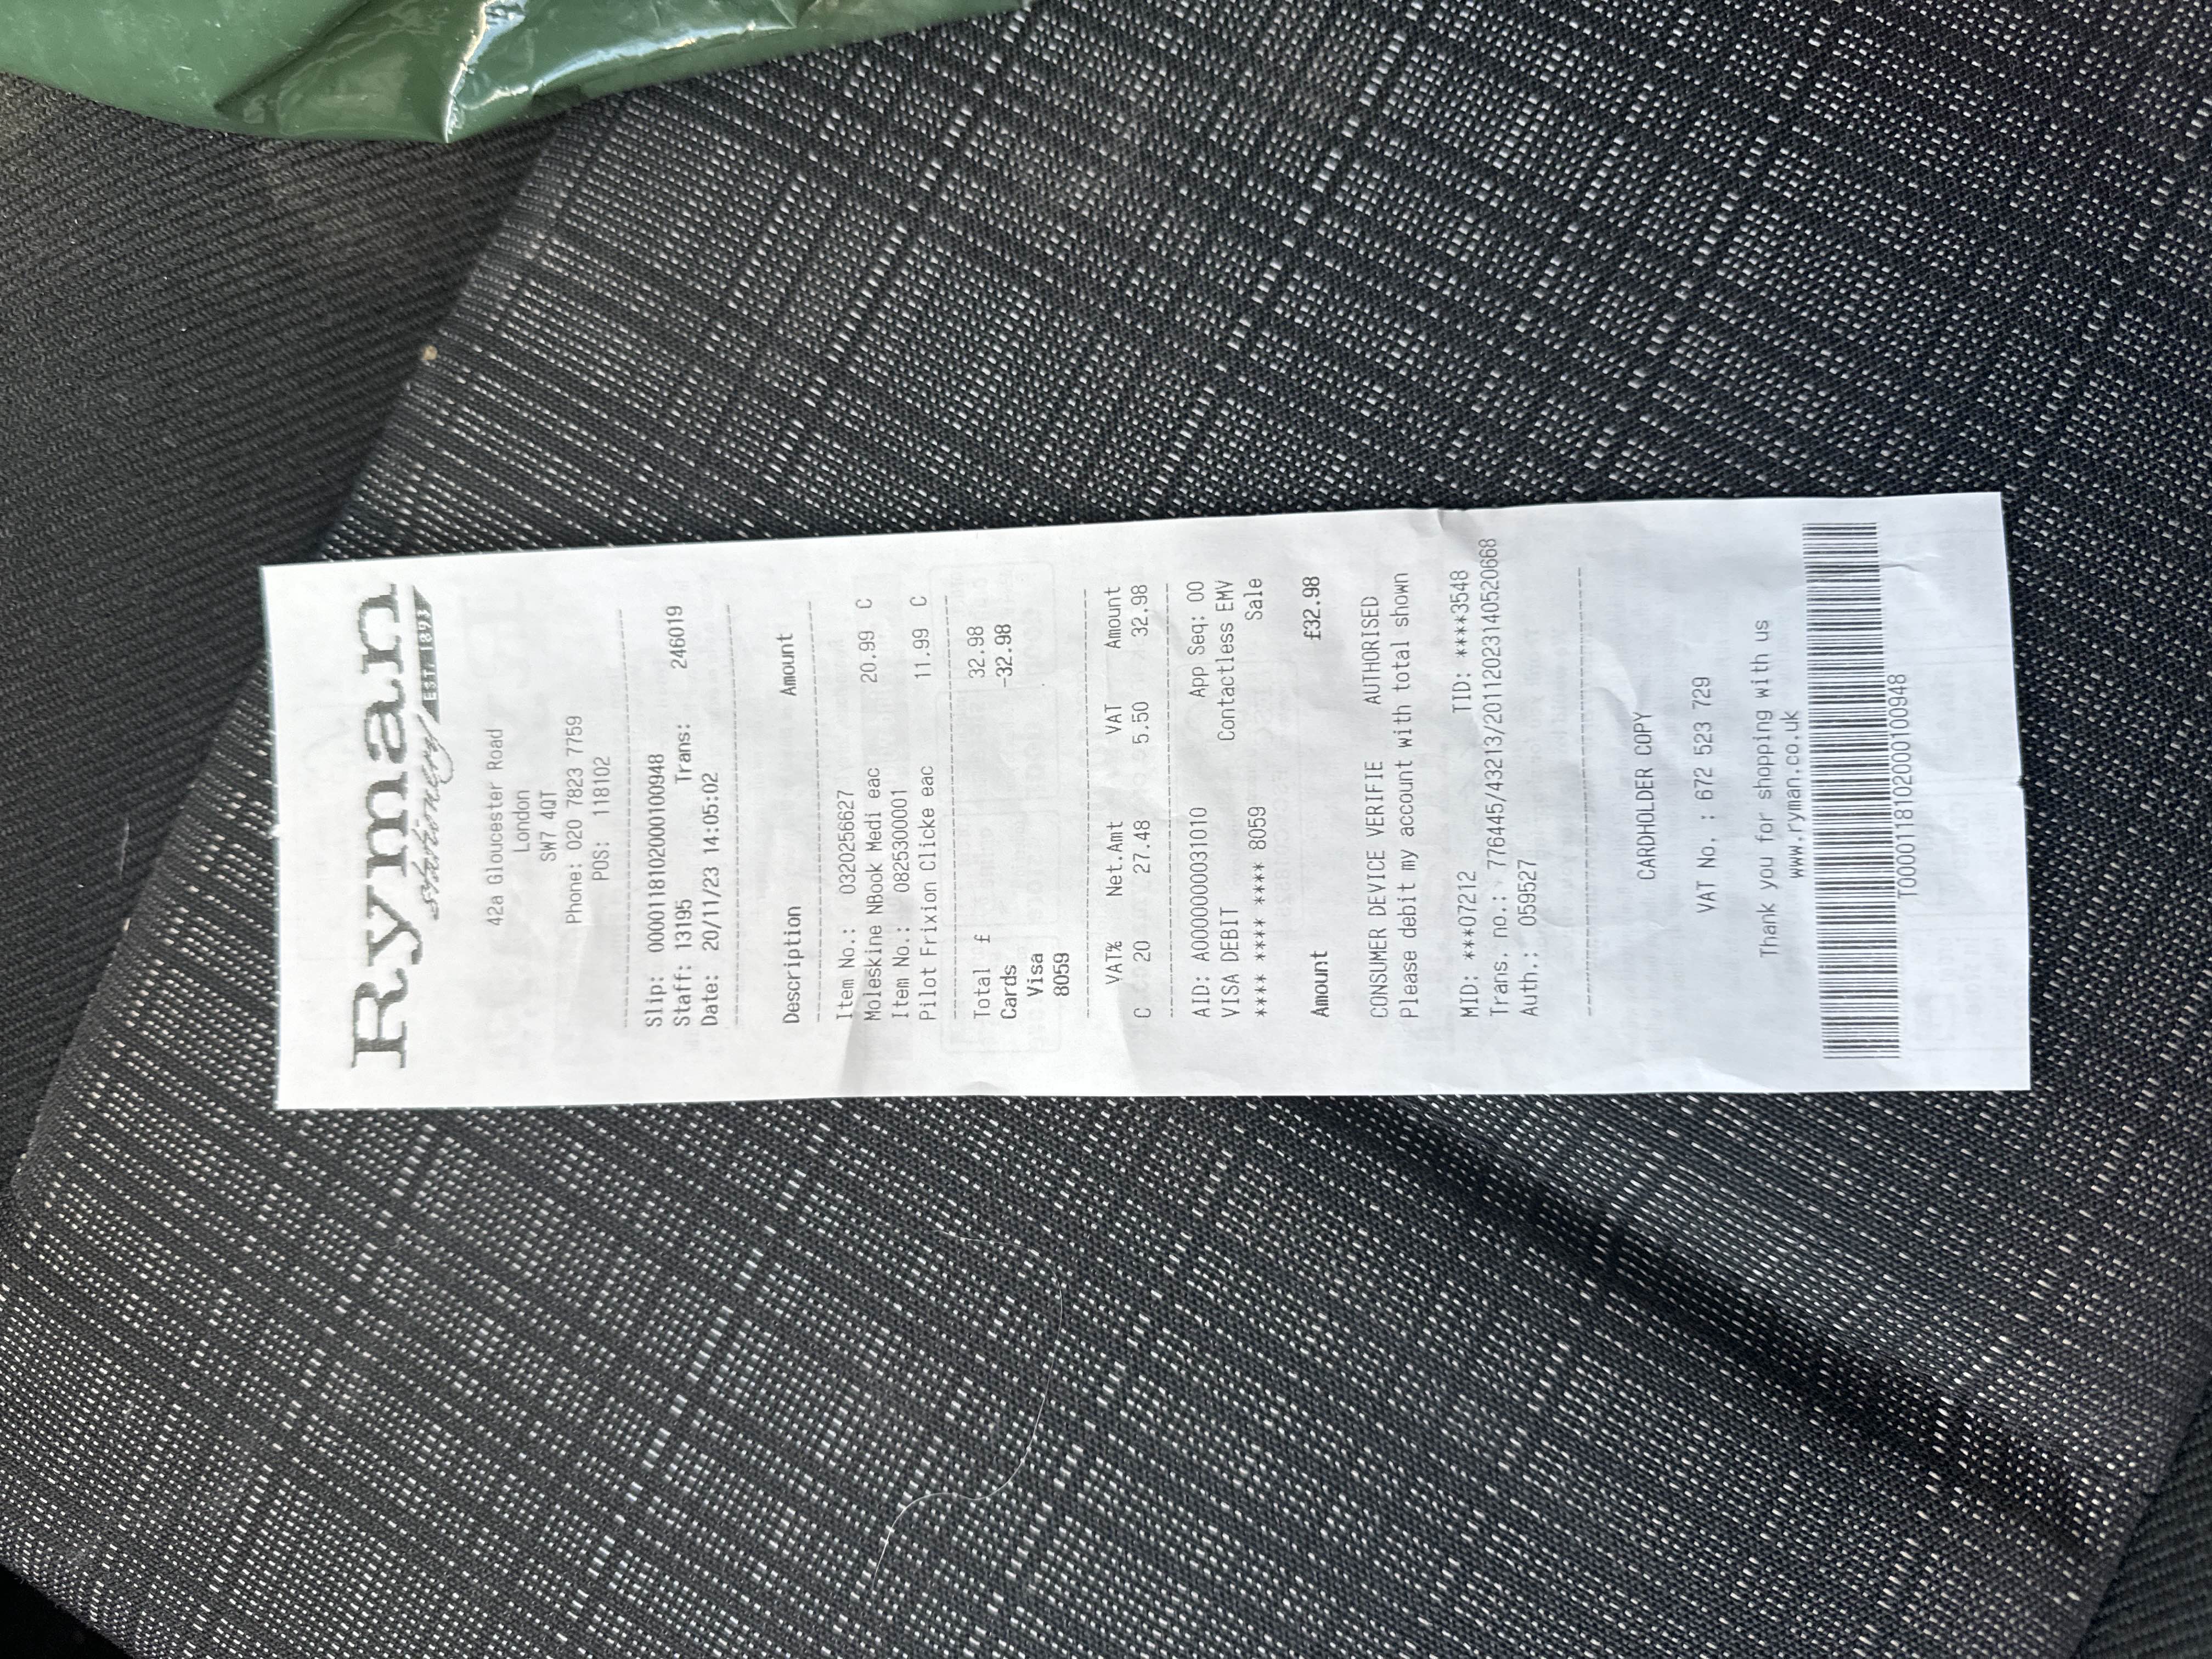 Ryman
stationery EST. 1893
42a Gloucester Road
London
SW7 4QT
Phone: 020 7823 7759
POS: 118102
Slip: 0000118102000100948
Staff: 13195 Trans: 246019
Date: 20/11/23 14:05:02
Description Amount
Item No.: 0320256627
Moleskine NBook Medi eac 20.99 C
Item No.: 0825300001
Pilot Frixion Clicke eac 11.99 C
Total £ 32.98
Cards -32.98
Visa
8059
VAT% Net.Amt VAT Amount
C 20 27.48 5.50 32.98
AID: A0000000031010 App Seq: 00
VISA DEBIT Contactless EMV
**** **** **** 8059 Sale
Amount £32.98
CONSUMER DEVICE VERIFIE AUTHORISED
Please debit my account with total shown
MID: ***07212 TID: ****3548
Trans. no.: 776445/43213/20112023140520668
Auth.: 059527
CARDHOLDER COPY
VAT No. : 672 523 729
Thank you for shopping with us
www.ryman.co.uk
T0000118102000100948